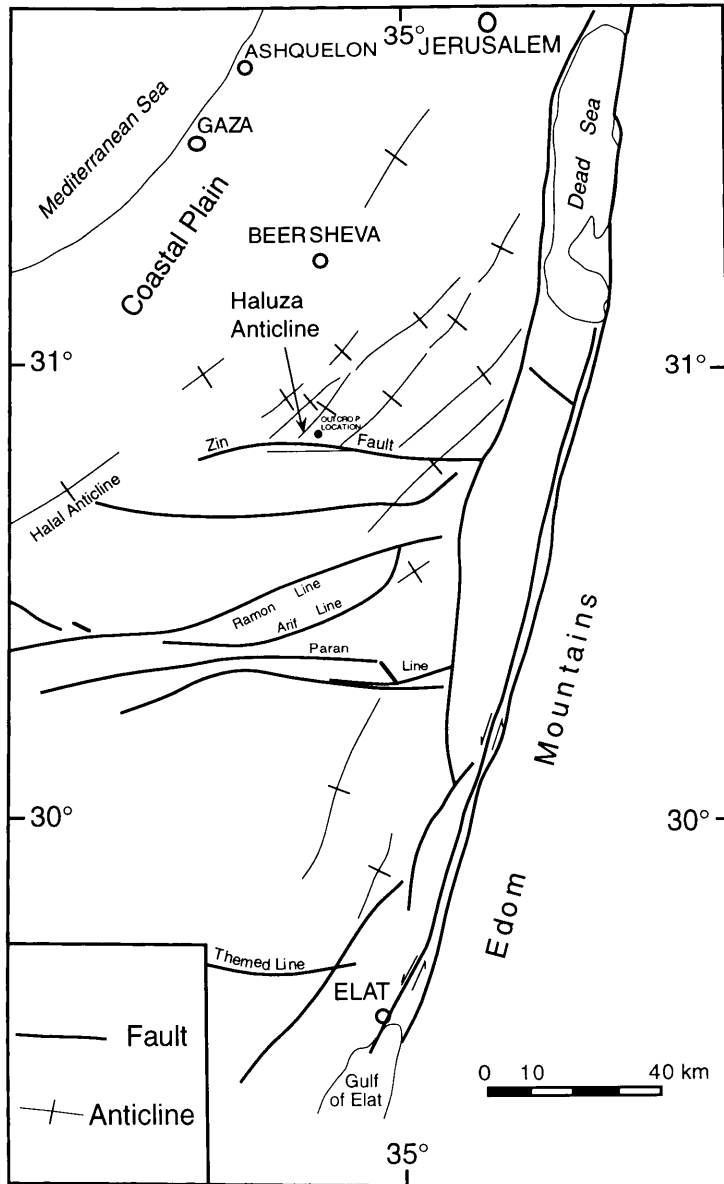 35°
JERUSALEM
ASHQUELON
Mediterranean Sea
GAZA
Dead Sea
Coastal Plain
BEERSHEVA
Haluza
Anticline
31°
31°
OUTCROP
LOCATION
Zin Fault
Halal Anticline
Ramon Line
Arif Line
Paran Line
Edom Mountains
30°
30°
Themed Line
ELAT
Gulf
of Elat
Fault
Anticline
0 10 40 km
35°